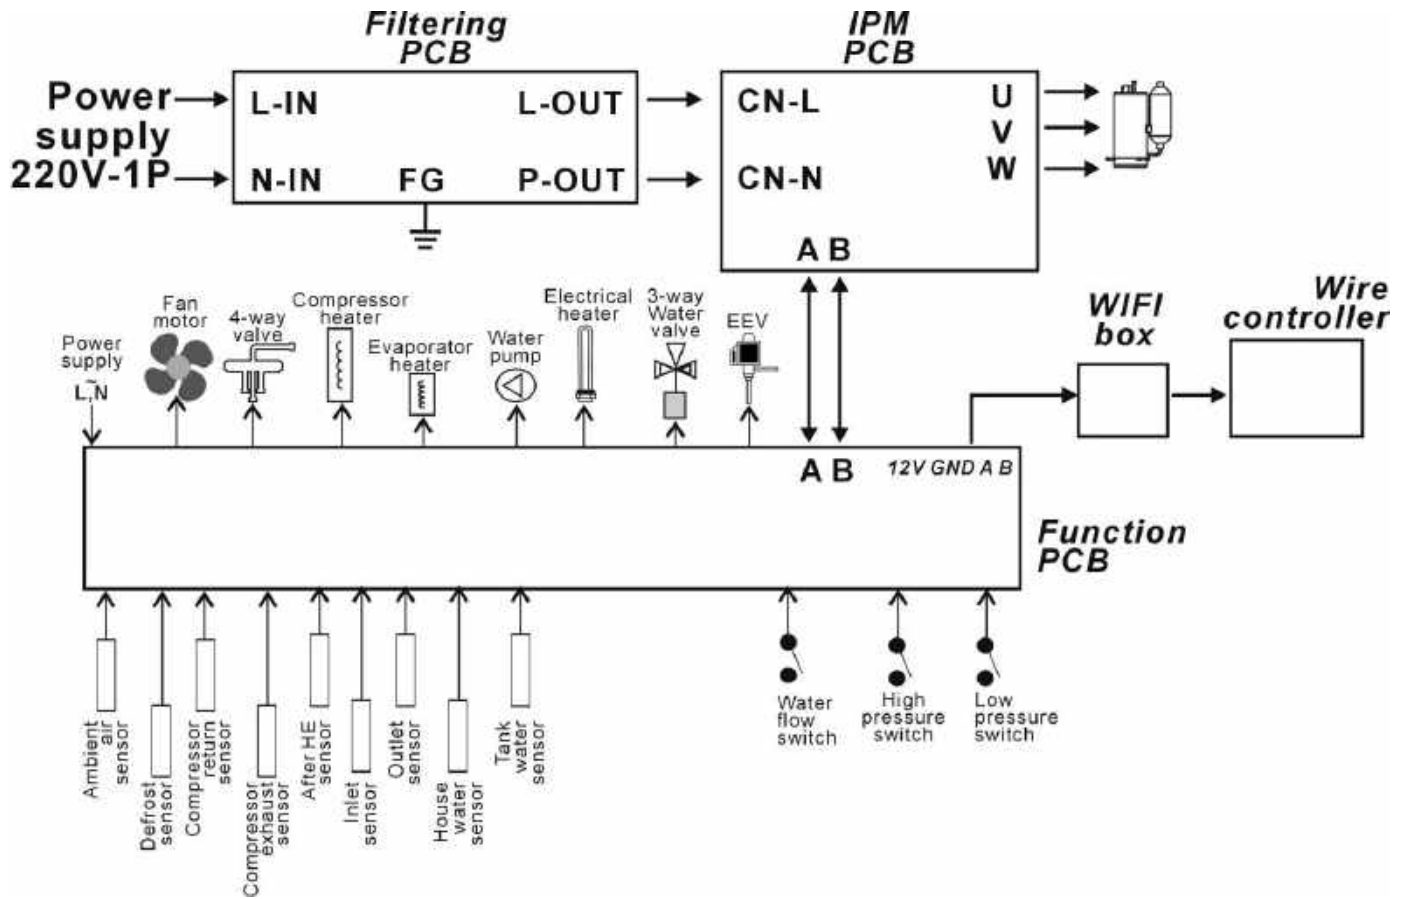 Filtering
PCB
IPM
PCB
Power
supply
220V-1P
L-IN
L-OUT
N-IN
FG
P-OUT
CN-L
CN-N
U
V
W
A B
Power
supply
L,N
~
Fan
motor
4-way
valve
Compressor
heater
Evaporator
heater
Water
pump
Electrical
heater
3-way
Water
valve
EEV
WIFI
box
Wire
controller
A B
12V GND A B
Function
PCB
Ambient
air
sensor
Defrost
sensor
Compressor
return
sensor
Compressor
exhaust
sensor
After HE
sensor
Inlet
sensor
Outlet
sensor
House
water
sensor
Tank
water
sensor
Water
flow
switch
High
pressure
switch
Low
pressure
switch